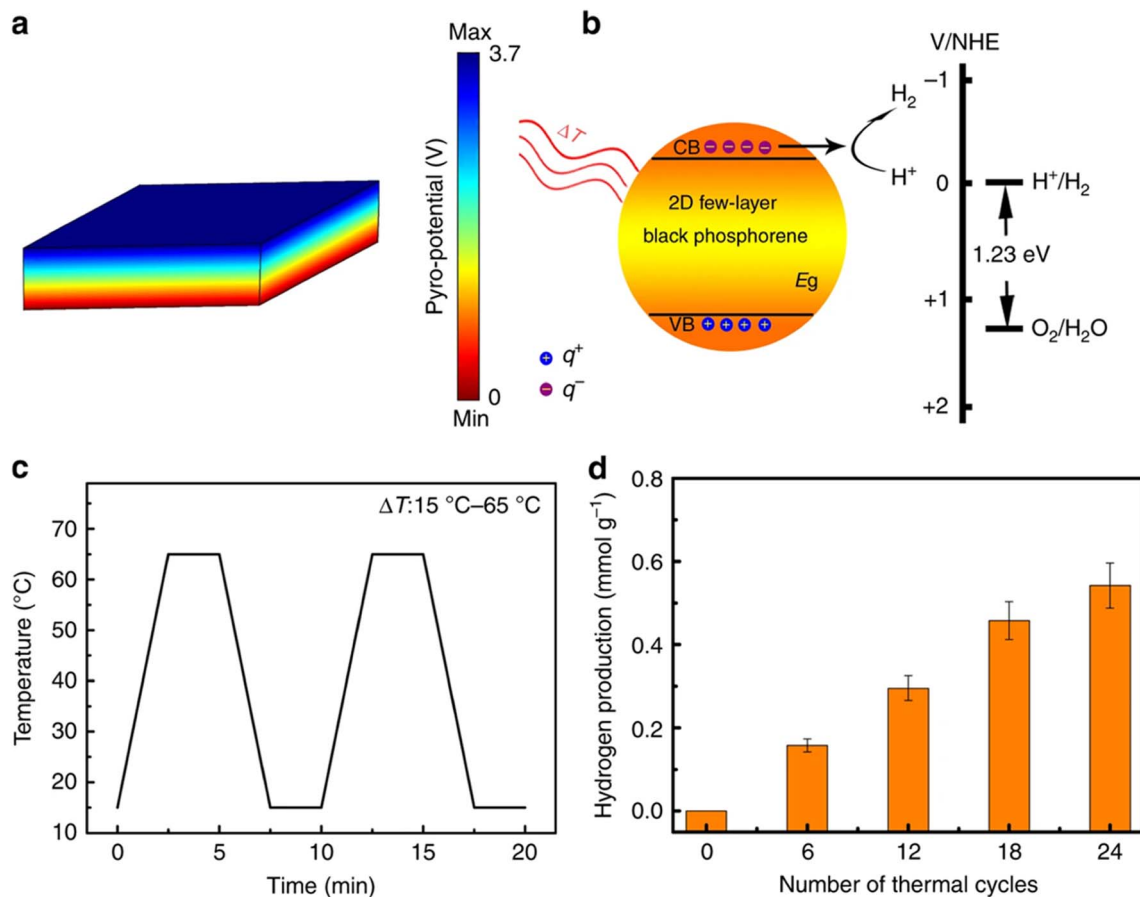 a
Max
3.7
Pyro-potential (V)
0
Min
b
V/NHE
–1
0
+1
+2
ΔT
CB
2D few-layer
black phosphorene
Eg
VB
H₂
H⁺
H⁺/H₂
1.23 eV
O₂/H₂O
q⁺
q⁻
c
ΔT:15 °C–65 °C
Temperature (°C)
70
60
50
40
30
20
10
0 5 10 15 20
Time (min)
d
Hydrogen production (mmol g⁻¹)
0.8
0.6
0.4
0.2
0.0
0 6 12 18 24
Number of thermal cycles